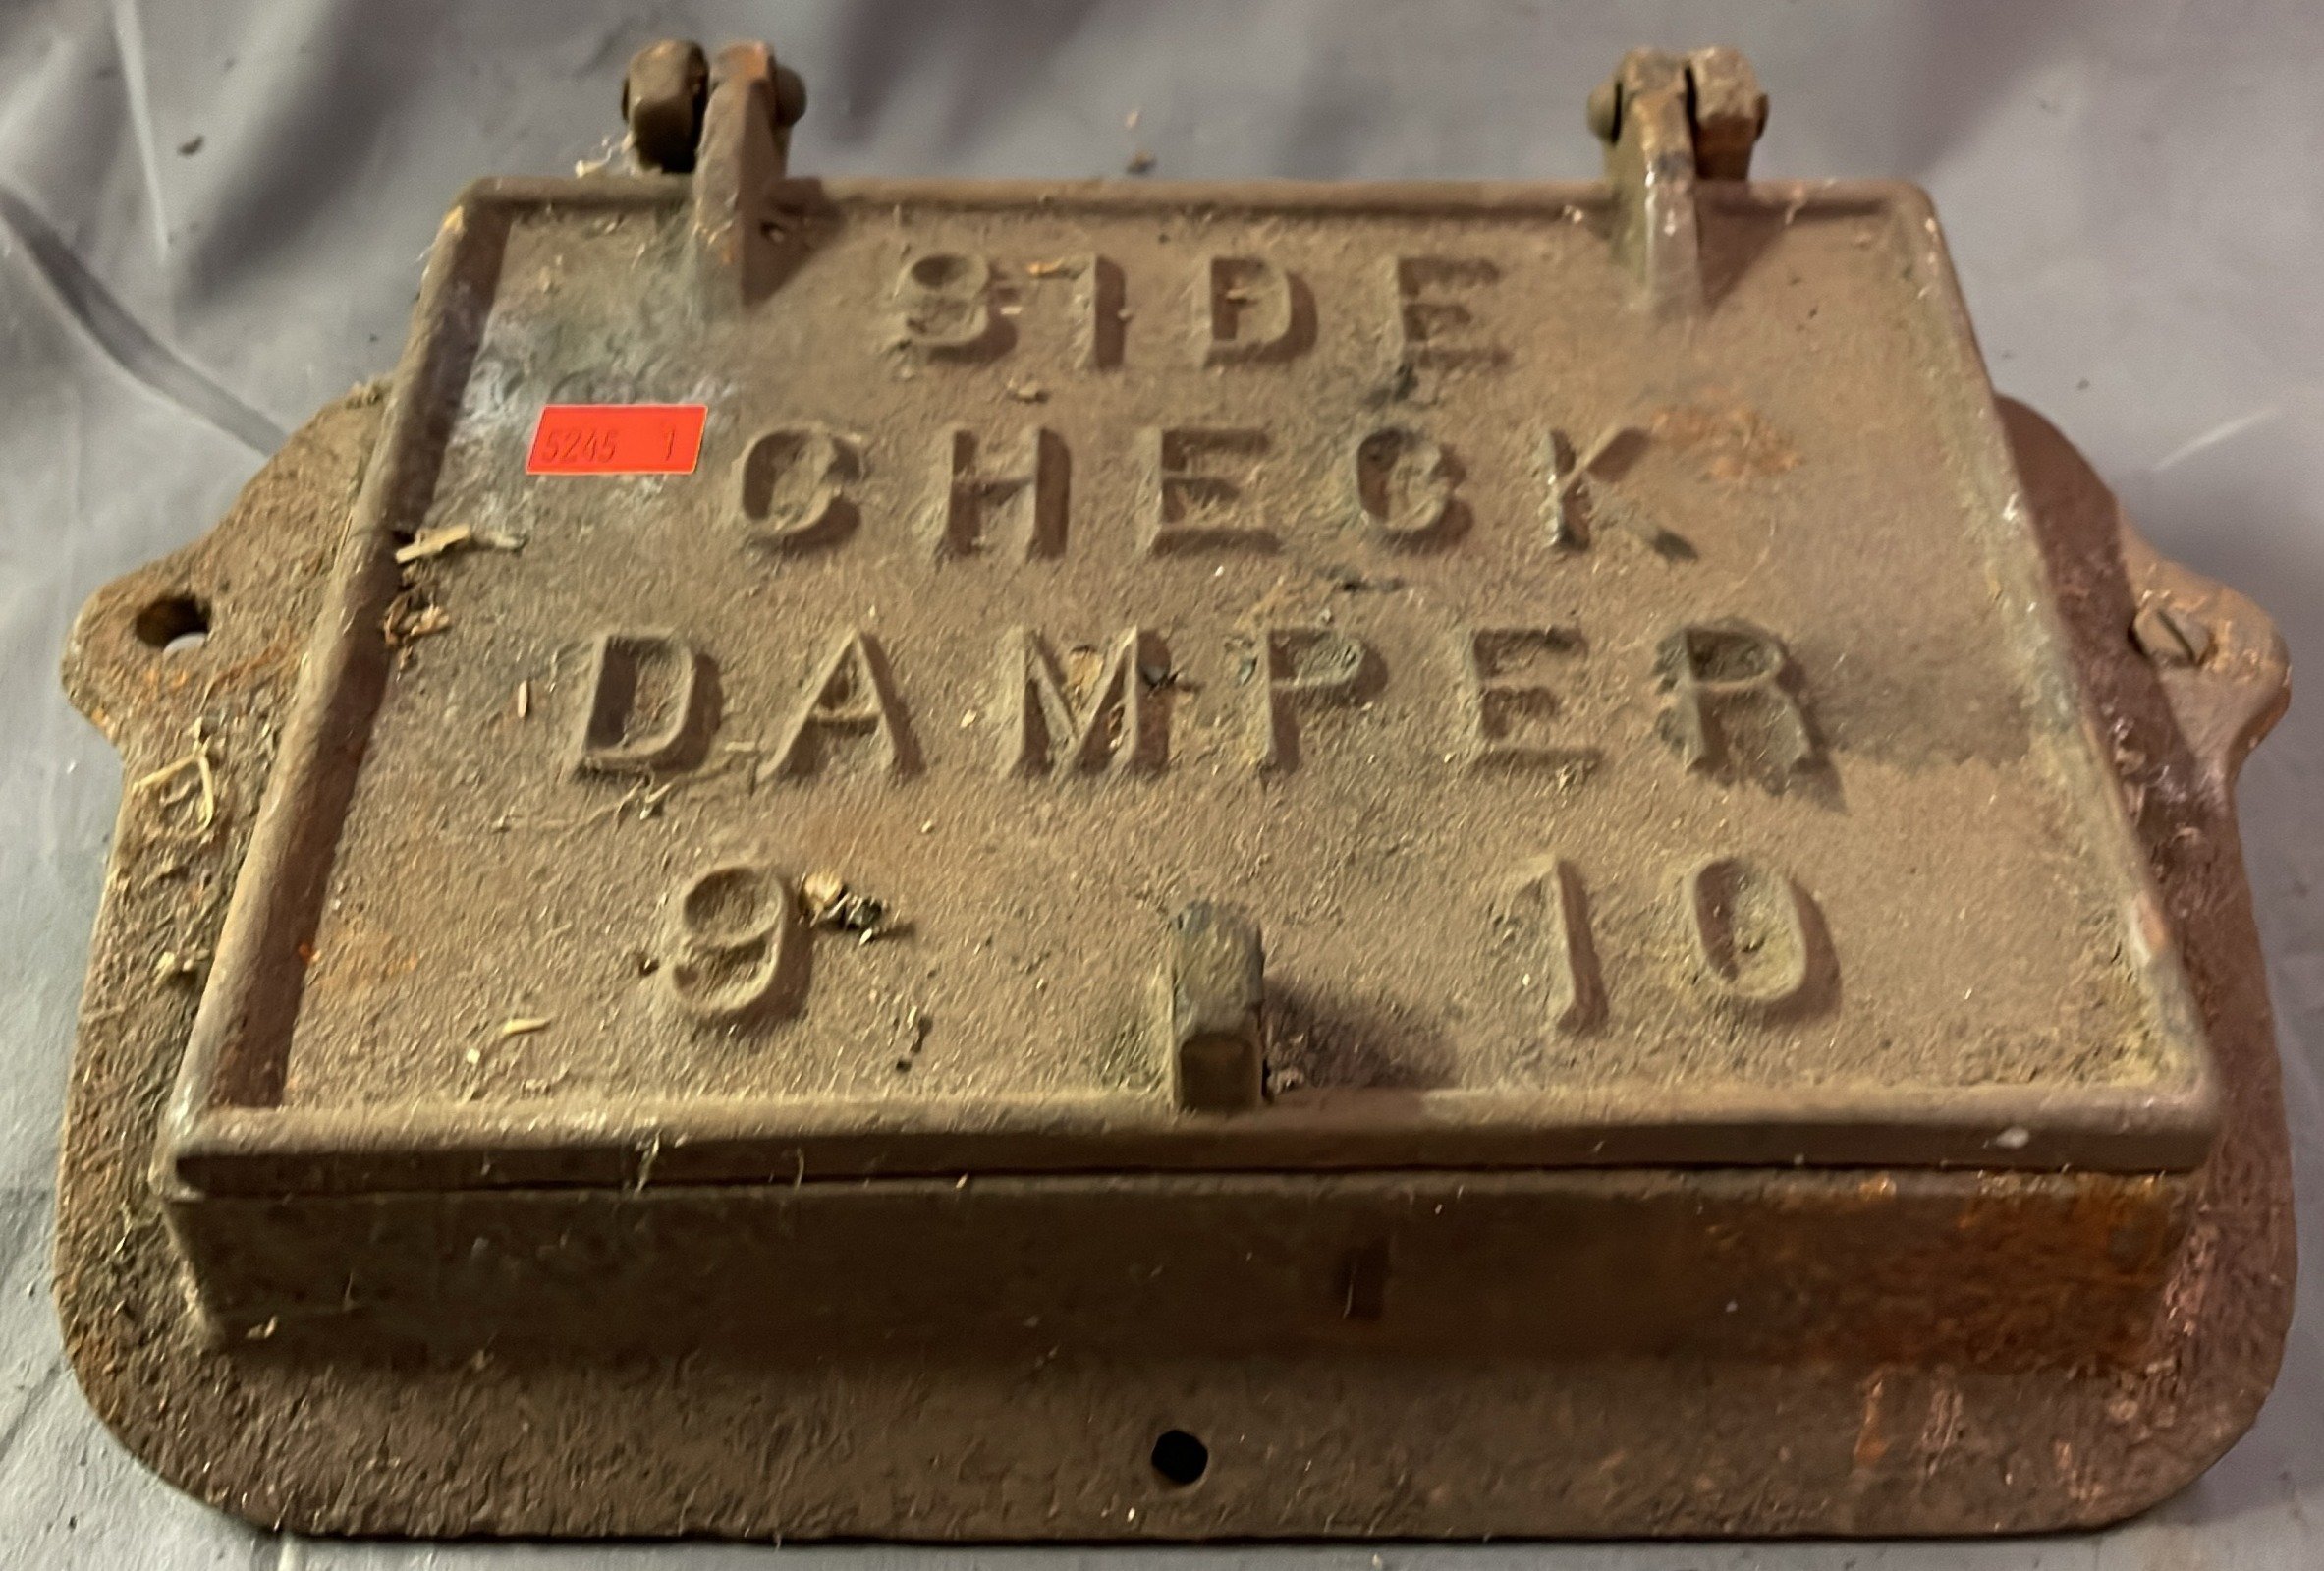 SIDE
5245 1
CHECK
DAMPER
9 10